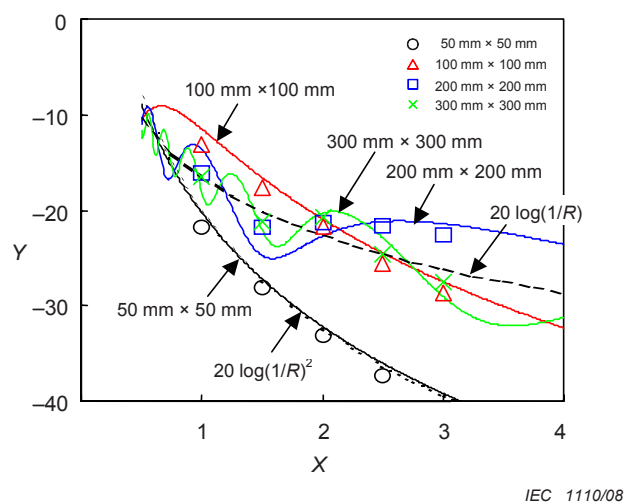 0
50 mm × 50 mm
100 mm × 100 mm
200 mm × 200 mm
300 mm × 300 mm
100 mm ×100 mm
–10
300 mm × 300 mm
200 mm × 200 mm
–20
Y
20 log(1/R)
50 mm × 50 mm
–30
20 log(1/R)²
–40
1
2
3
4
X
IEC 1110/08